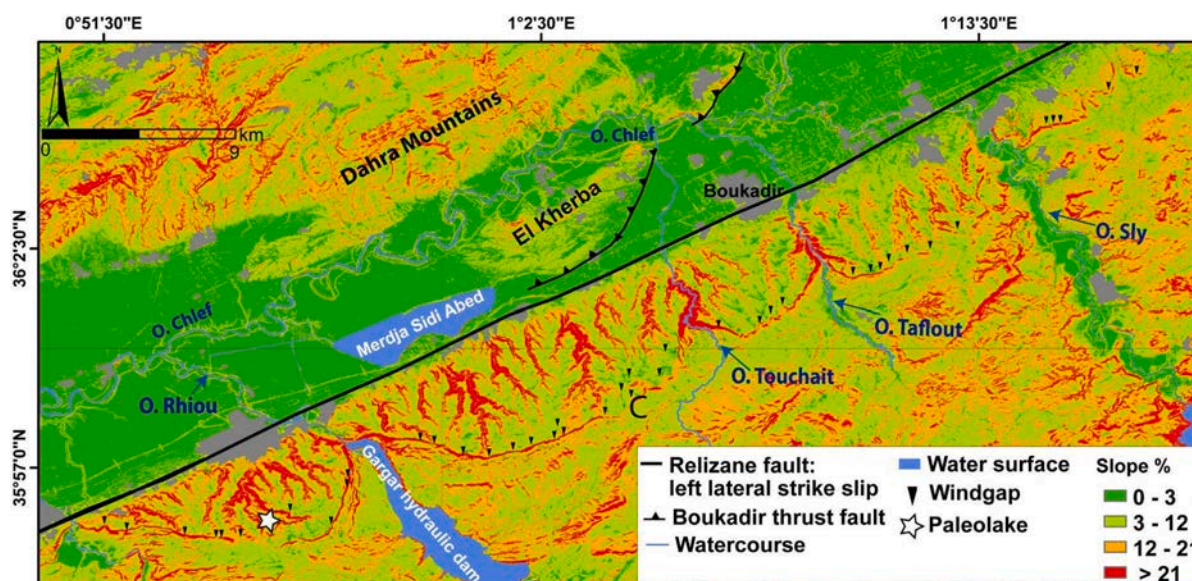 0°51'30"E
1°2'30"E
1°13'30"E
36°2'30"N
35°57'0"N
N
0
9
km
Dahra Mountains
O. Chlef
El Kherba
Boukadir
O. Sly
O. Chlef
Merdja Sidi Abed
O. Taflout
O. Rhiou
O. Touchait
C
Gargar hydraulic dam
Relizane fault:
left lateral strike slip
Boukadir thrust fault
Watercourse
Water surface
Windgap
Paleolake
Slope %
0 - 3
3 - 12
12 - 21
> 21